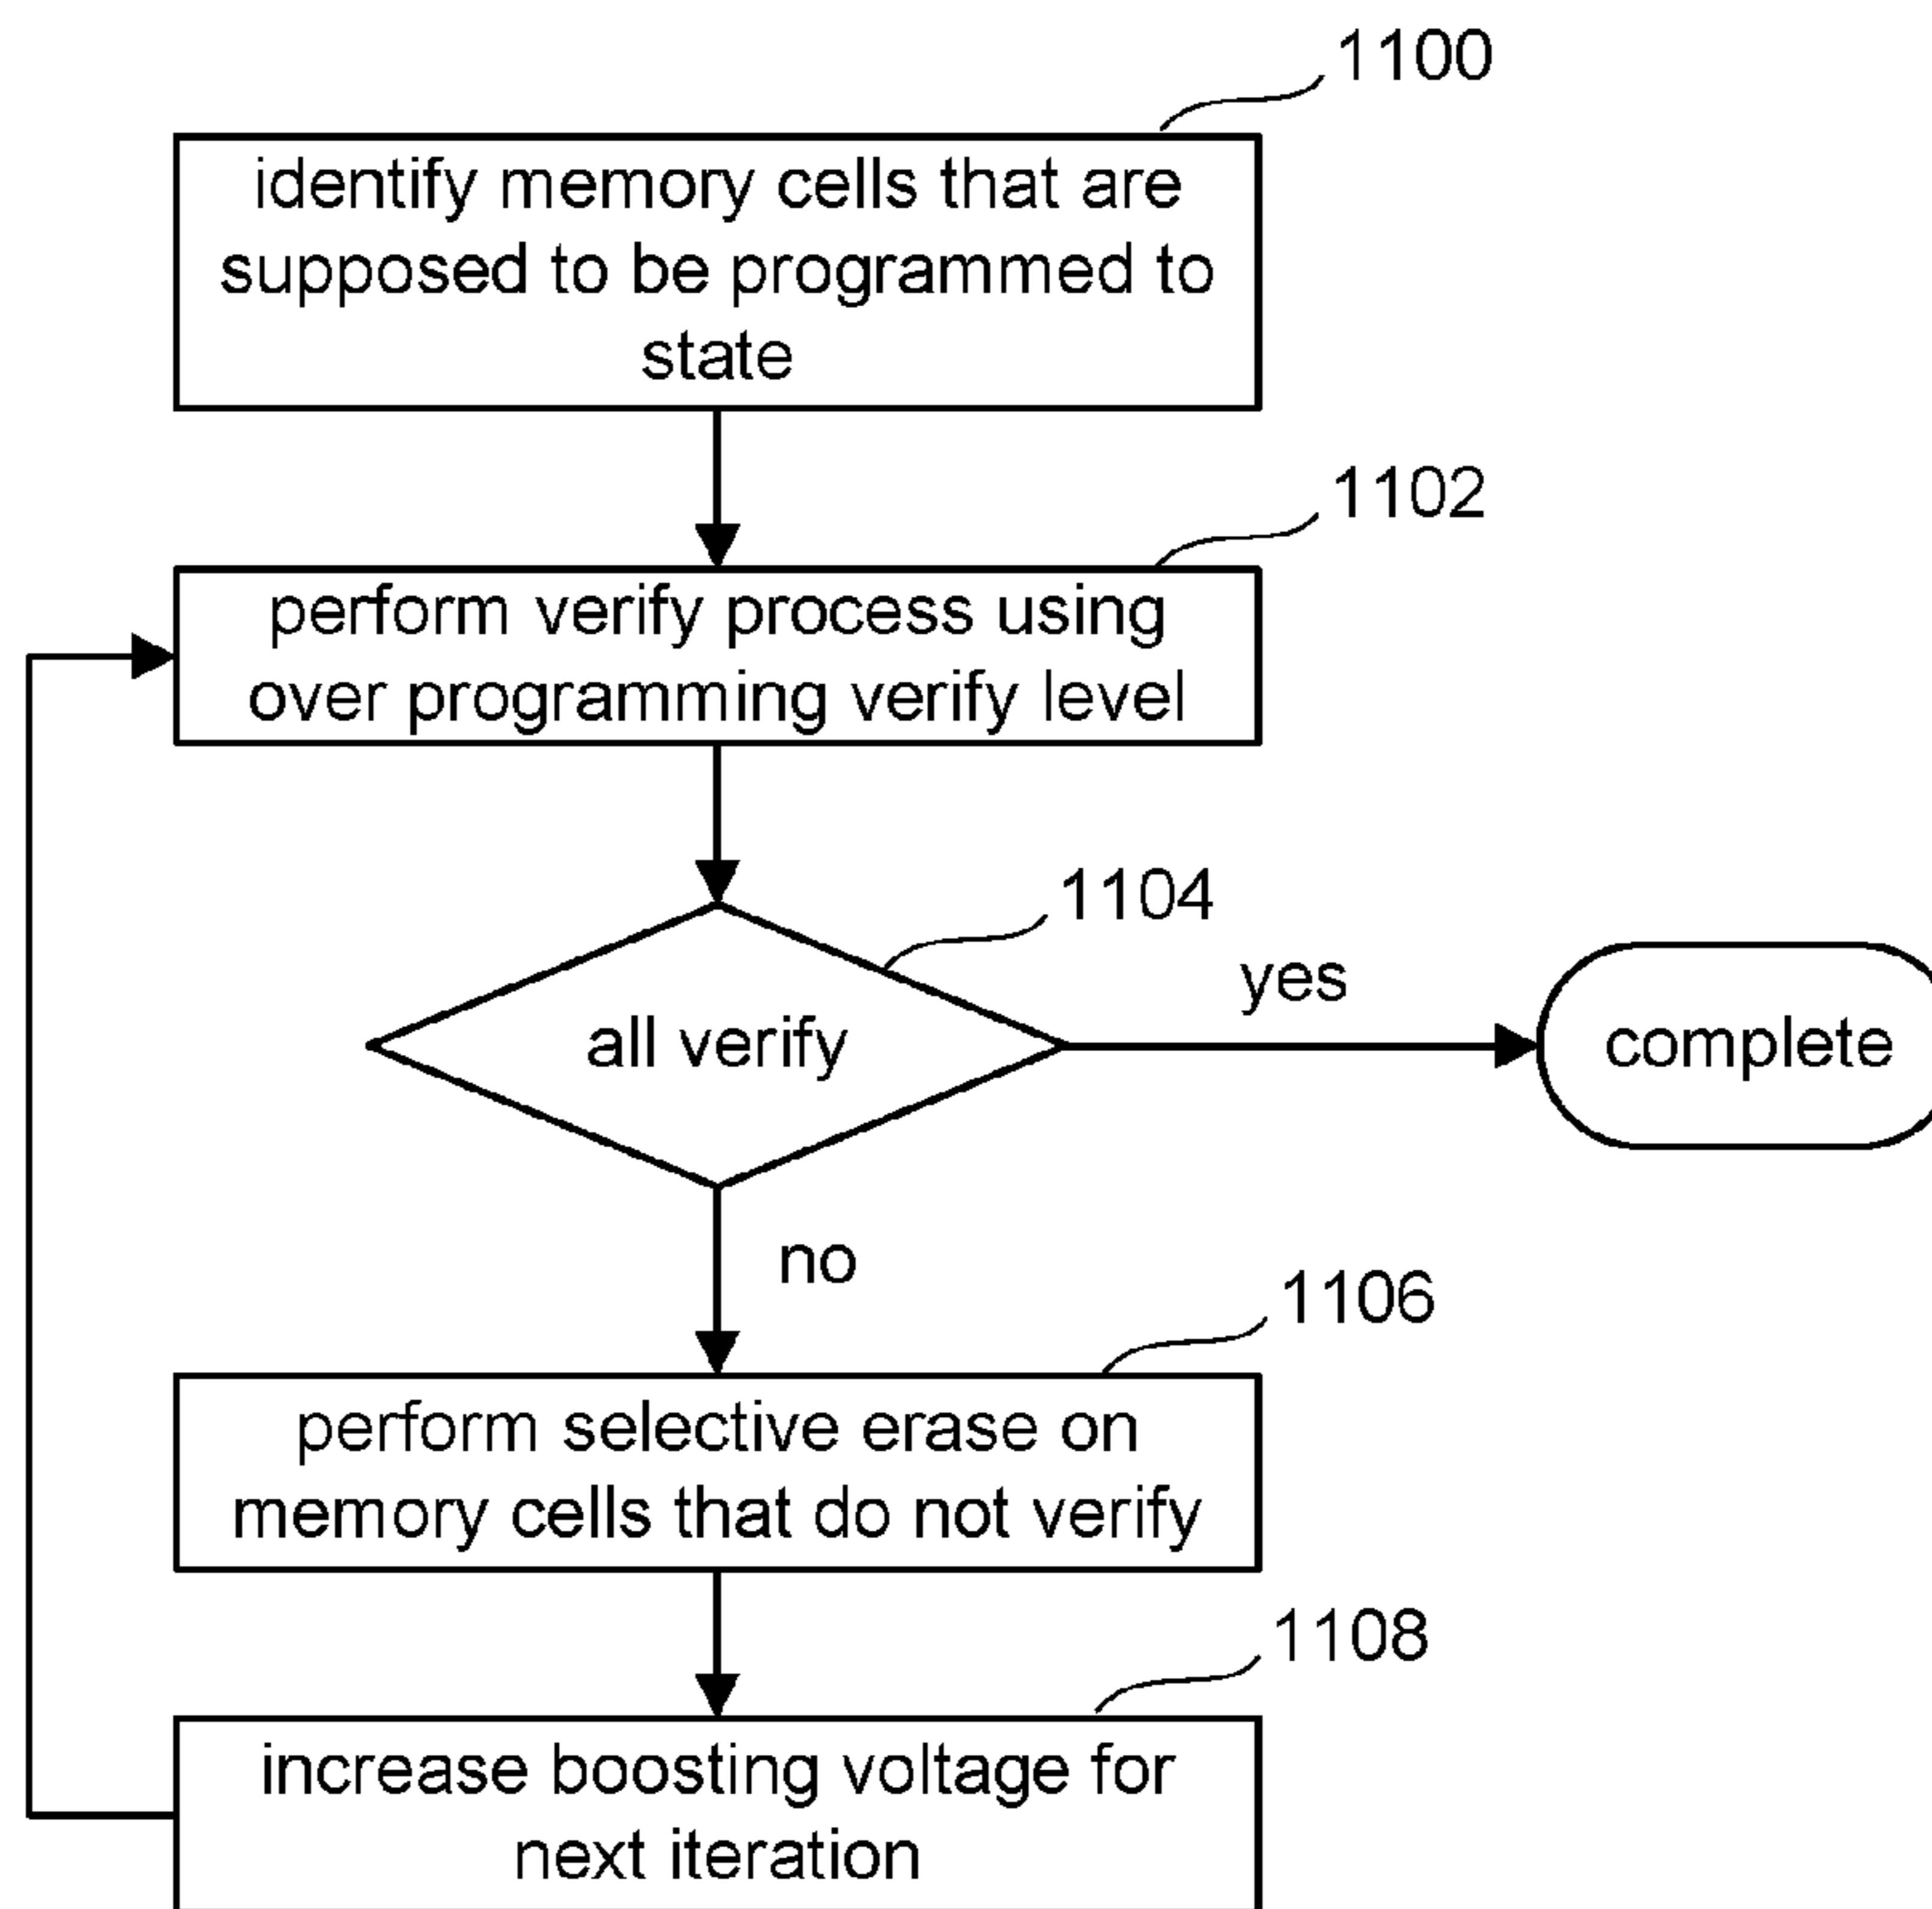 1100
identify memory cells that are
supposed to be programmed to
state
1102
perform verify process using
over programming verify level
1104
all verify
yes
complete
no
1106
perform selective erase on
memory cells that do not verify
1108
increase boosting voltage for
next iteration